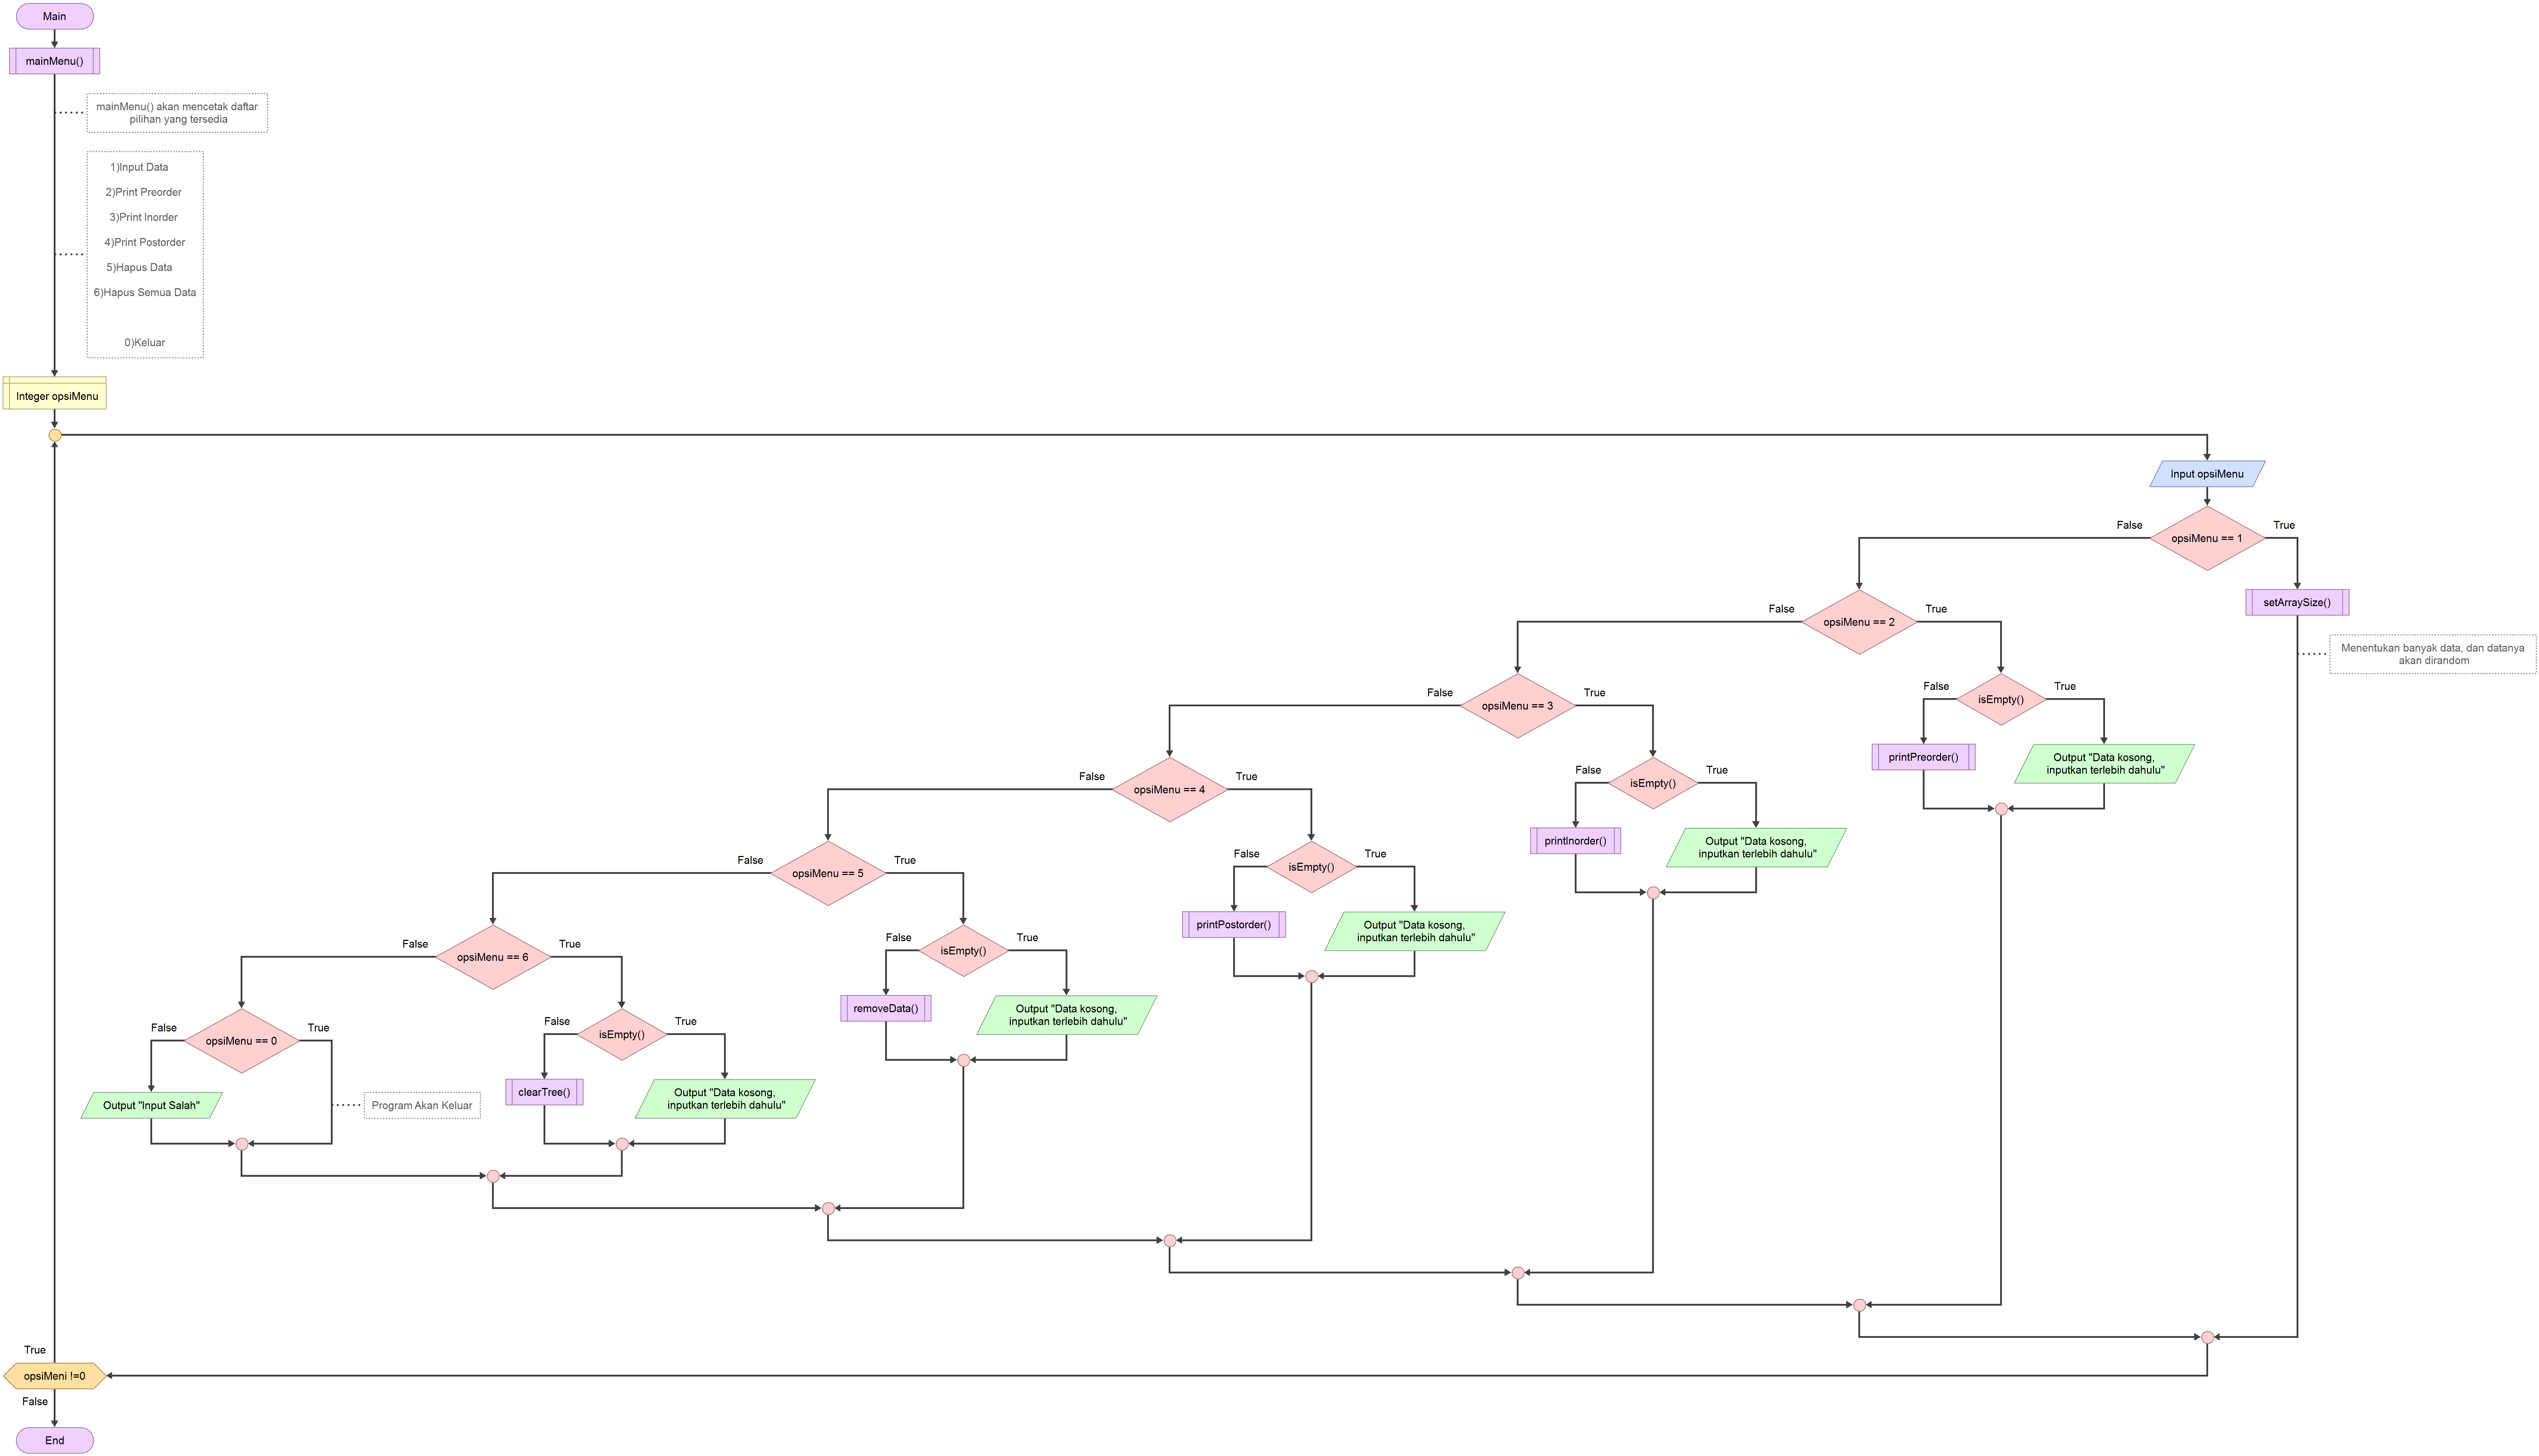 Main
mainMenu()
mainMenu() akan mencetak daftar
pilihan yang tersedia
1)Input Data
2)Print Preorder
3)Print Inorder
4)Print Postorder
5)Hapus Data
6)Hapus Semua Data
0)Keluar
Integer opsiMenu
Input opsiMenu
False
True
opsiMenu == 1
setArraySize()
Menentukan banyak data, dan datanya
akan dirandom
False
True
opsiMenu == 2
False
True
isEmpty()
printPreorder()
Output "Data kosong,
inputkan terlebih dahulu"
False
True
opsiMenu == 3
False
True
isEmpty()
printInorder()
Output "Data kosong,
inputkan terlebih dahulu"
False
True
opsiMenu == 4
False
True
isEmpty()
printPostorder()
Output "Data kosong,
inputkan terlebih dahulu"
False
True
opsiMenu == 5
False
True
isEmpty()
removeData()
Output "Data kosong,
inputkan terlebih dahulu"
False
True
opsiMenu == 6
False
True
isEmpty()
clearTree()
Output "Data kosong,
inputkan terlebih dahulu"
False
True
opsiMenu == 0
Output "Input Salah"
Program Akan Keluar
True
opsiMeni !=0
False
End